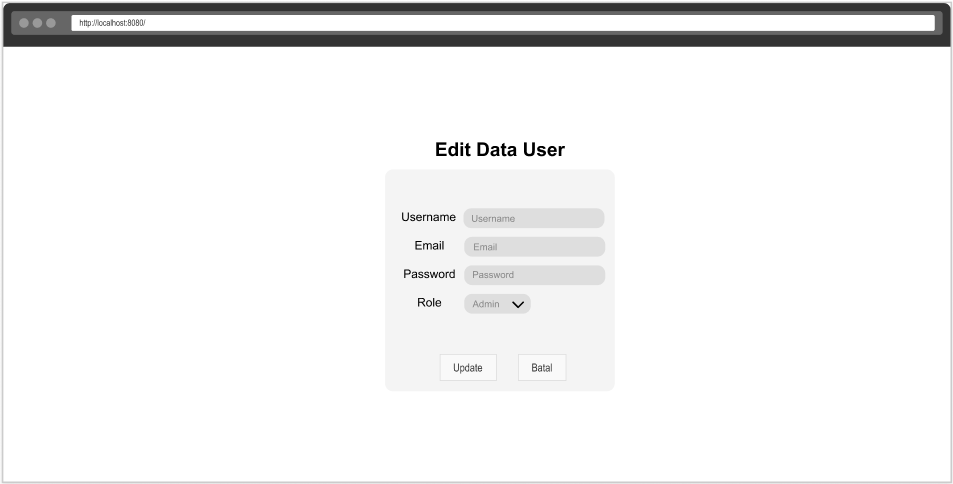 http://localhost:8080/
Edit Data User
Username Username
Email Email
Password Password
Role Admin
Update Batal